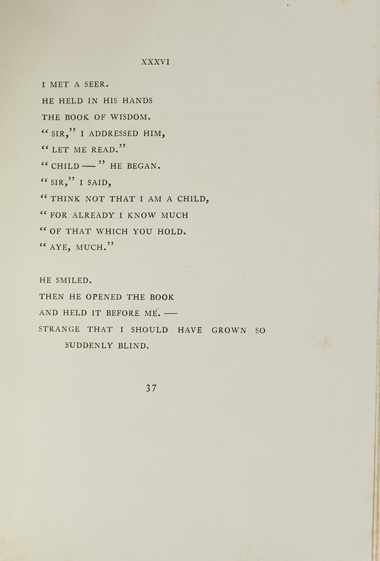 XXXVI
I MET A SEER.
HE HELD IN HIS HANDS
THE BOOK OF WISDOM.
“ SIR,” I ADDRESSED HIM,
“ LET ME READ.”
“ CHILD — ” HE BEGAN.
“ SIR,” I SAID,
“ THINK NOT THAT I AM A CHILD,
“ FOR ALREADY I KNOW MUCH
“ OF THAT WHICH YOU HOLD.
“ AYE, MUCH.”
HE SMILED.
THEN HE OPENED THE BOOK
AND HELD IT BEFORE ME. —
STRANGE THAT I SHOULD HAVE GROWN SO
SUDDENLY BLIND.
37